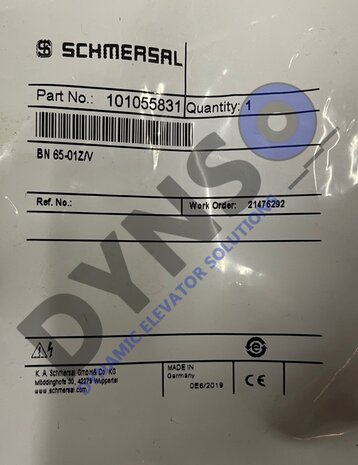 SCHMERSAL
Part No.: 101055831 Quantity: 1
BN 65-01Z/V
Ref. No.: Work Order: 21476292
DYNSO
DYNAMIC ELEVATOR SOLUTIONS
K. A. Schmersal GmbH & Co. KG
Möddinghofe 30, 42279 Wuppertal
www.schmersal.com
MADE IN
Germany
0E6/2019
CE